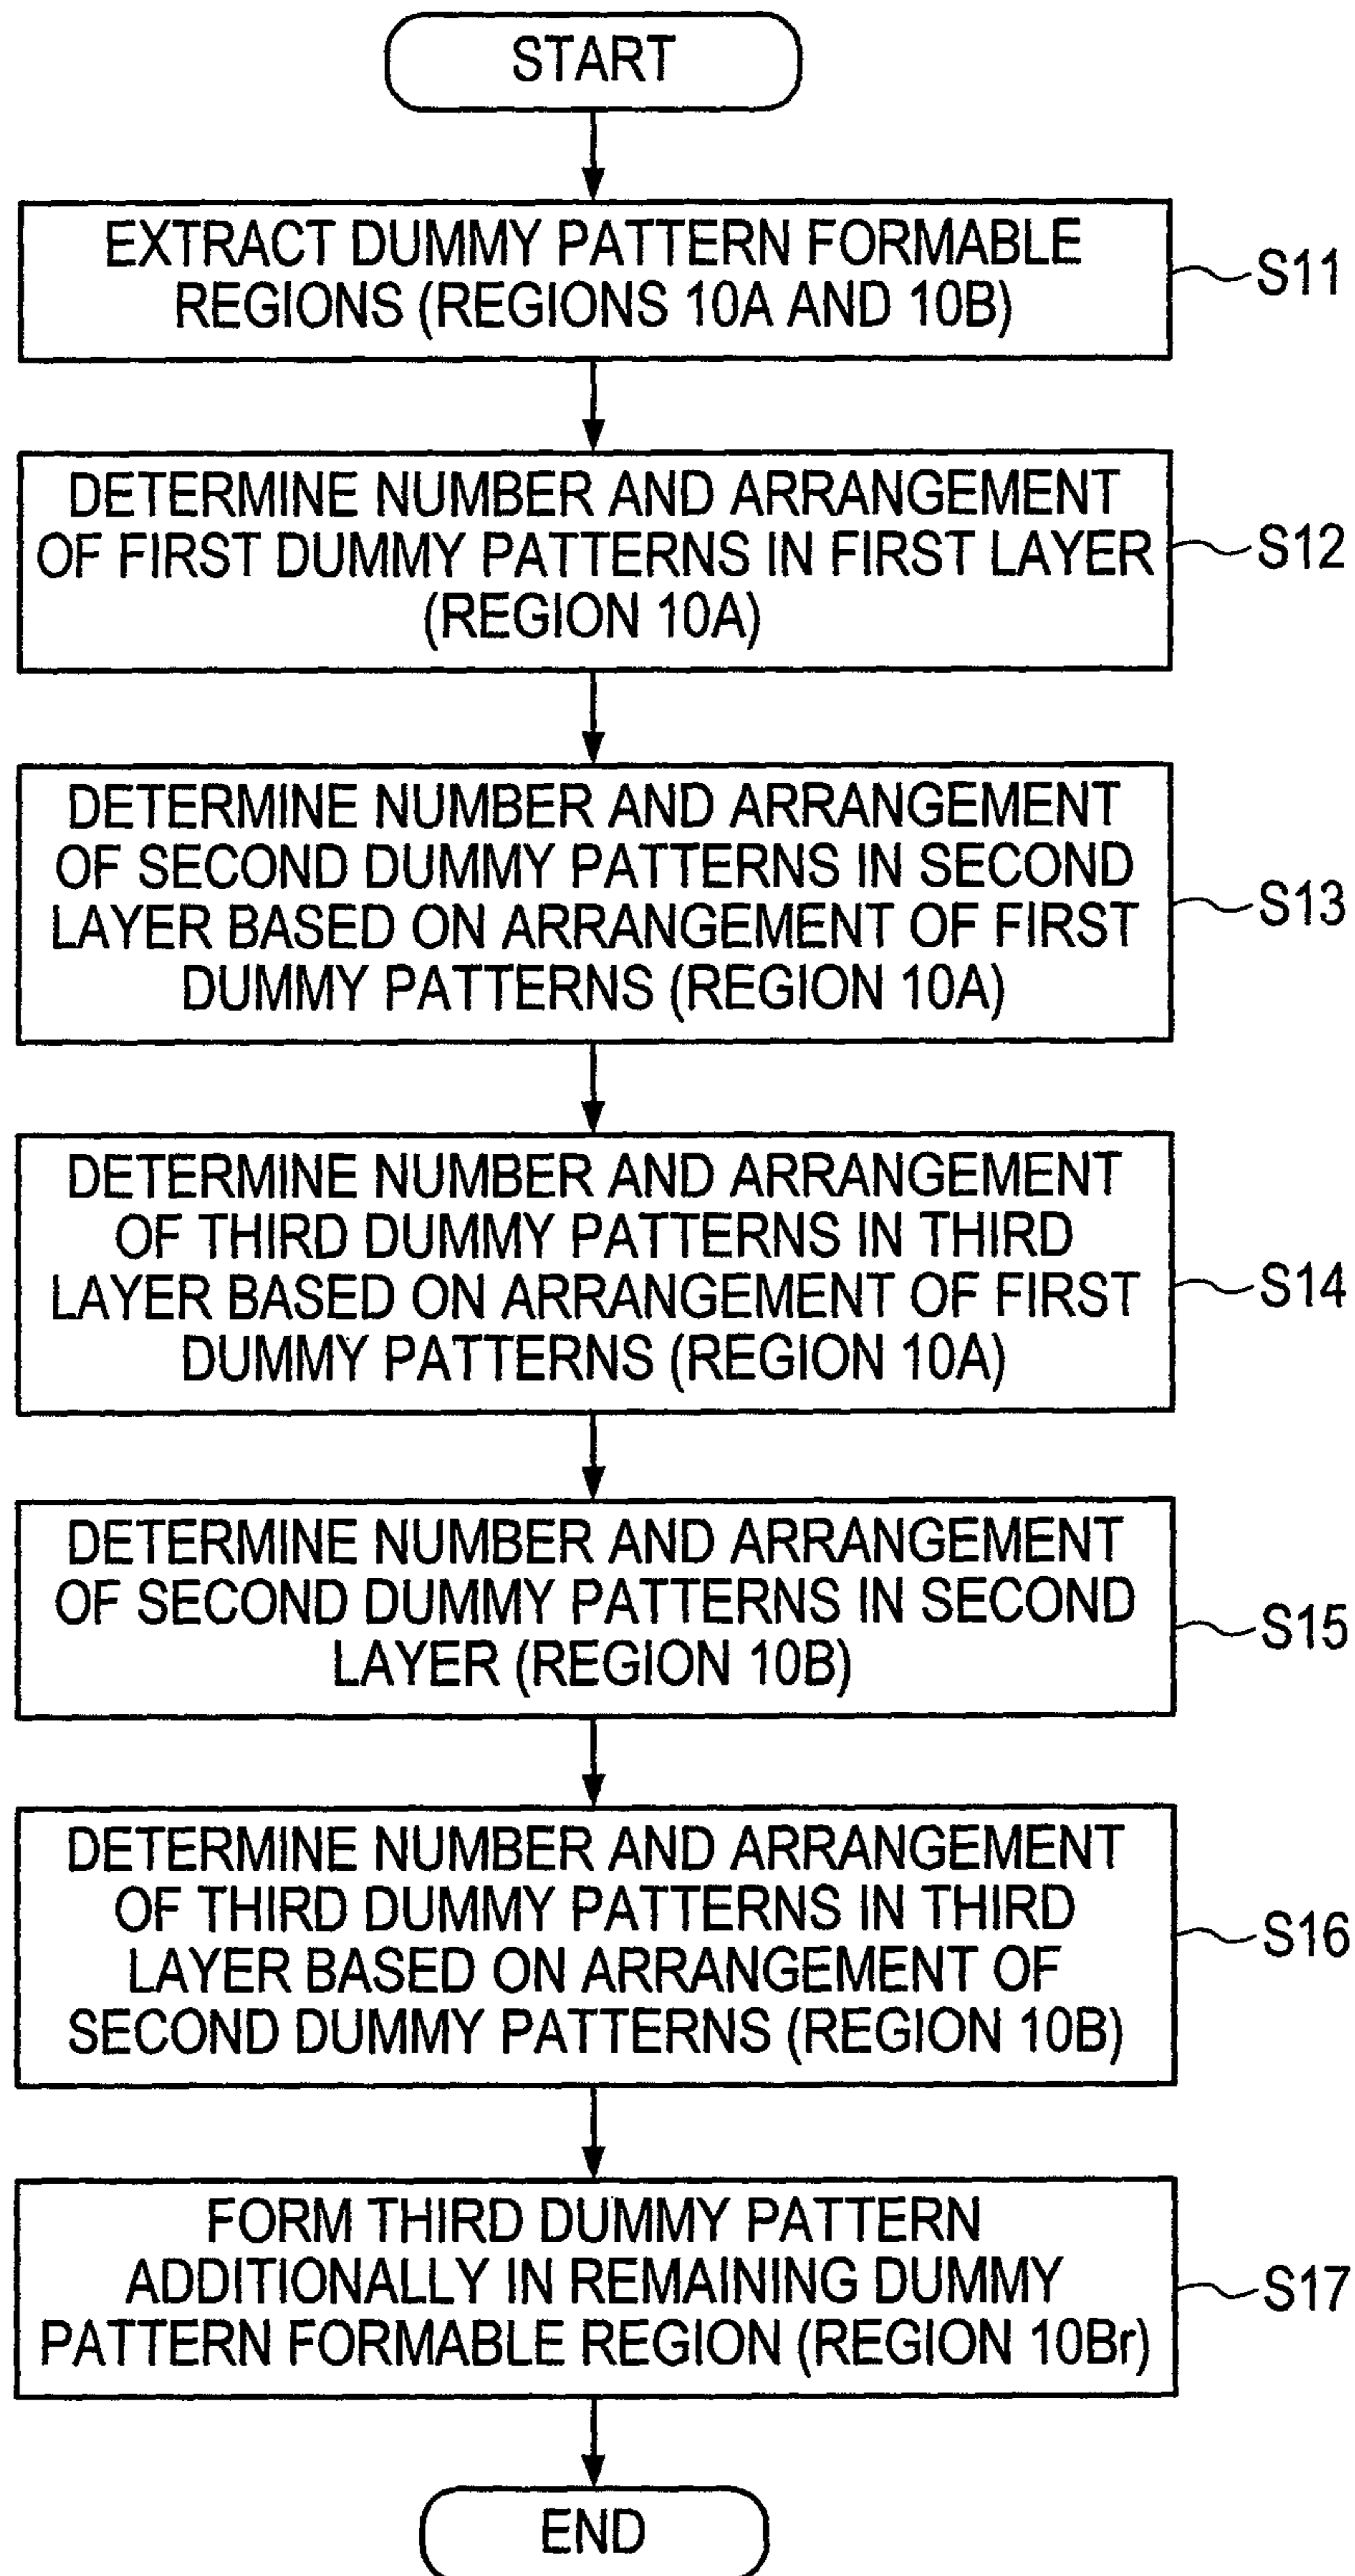 START
EXTRACT DUMMY PATTERN FORMABLE
REGIONS (REGIONS 10A AND 10B)
S11
DETERMINE NUMBER AND ARRANGEMENT
OF FIRST DUMMY PATTERNS IN FIRST LAYER
(REGION 10A)
S12
DETERMINE NUMBER AND ARRANGEMENT
OF SECOND DUMMY PATTERNS IN SECOND
LAYER BASED ON ARRANGEMENT OF FIRST
DUMMY PATTERNS (REGION 10A)
S13
DETERMINE NUMBER AND ARRANGEMENT
OF THIRD DUMMY PATTERNS IN THIRD
LAYER BASED ON ARRANGEMENT OF FIRST
DUMMY PATTERNS (REGION 10A)
S14
DETERMINE NUMBER AND ARRANGEMENT
OF SECOND DUMMY PATTERNS IN SECOND
LAYER (REGION 10B)
S15
DETERMINE NUMBER AND ARRANGEMENT
OF THIRD DUMMY PATTERNS IN THIRD
LAYER BASED ON ARRANGEMENT OF
SECOND DUMMY PATTERNS (REGION 10B)
S16
FORM THIRD DUMMY PATTERN
ADDITIONALLY IN REMAINING DUMMY
PATTERN FORMABLE REGION (REGION 10Br)
S17
END